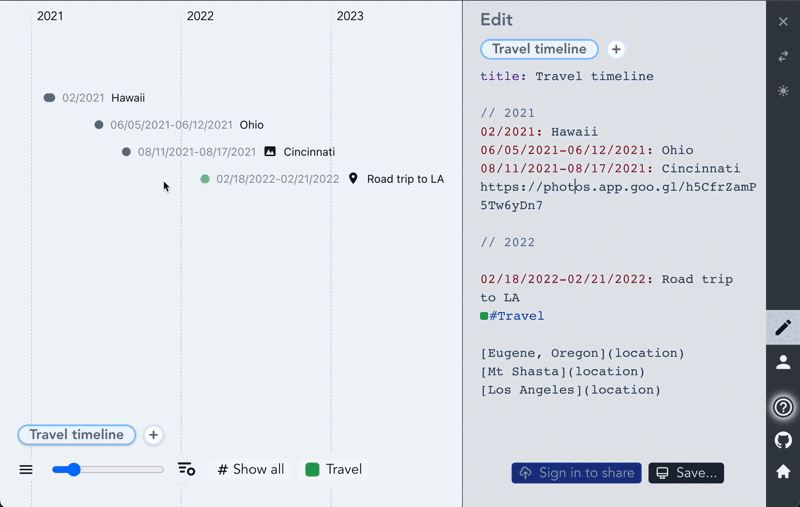 2021
2022
2023
02/2021 Hawaii
06/05/2021-06/12/2021 Ohio
08/11/2021-08/17/2021 Cincinnati
02/18/2022-02/21/2022 Road trip to LA
Travel timeline +
# Show all
Travel
Edit
Travel timeline +
title: Travel timeline
// 2021
02/2021: Hawaii
06/05/2021-06/12/2021: Ohio
08/11/2021-08/17/2021: Cincinnati
https://photos.app.goo.gl/h5CfrZamP
5Tw6yDn7
// 2022
02/18/2022-02/21/2022: Road trip
to LA
#Travel
[Eugene, Oregon](location)
[Mt Shasta](location)
[Los Angeles](location)
Sign in to share
Save...